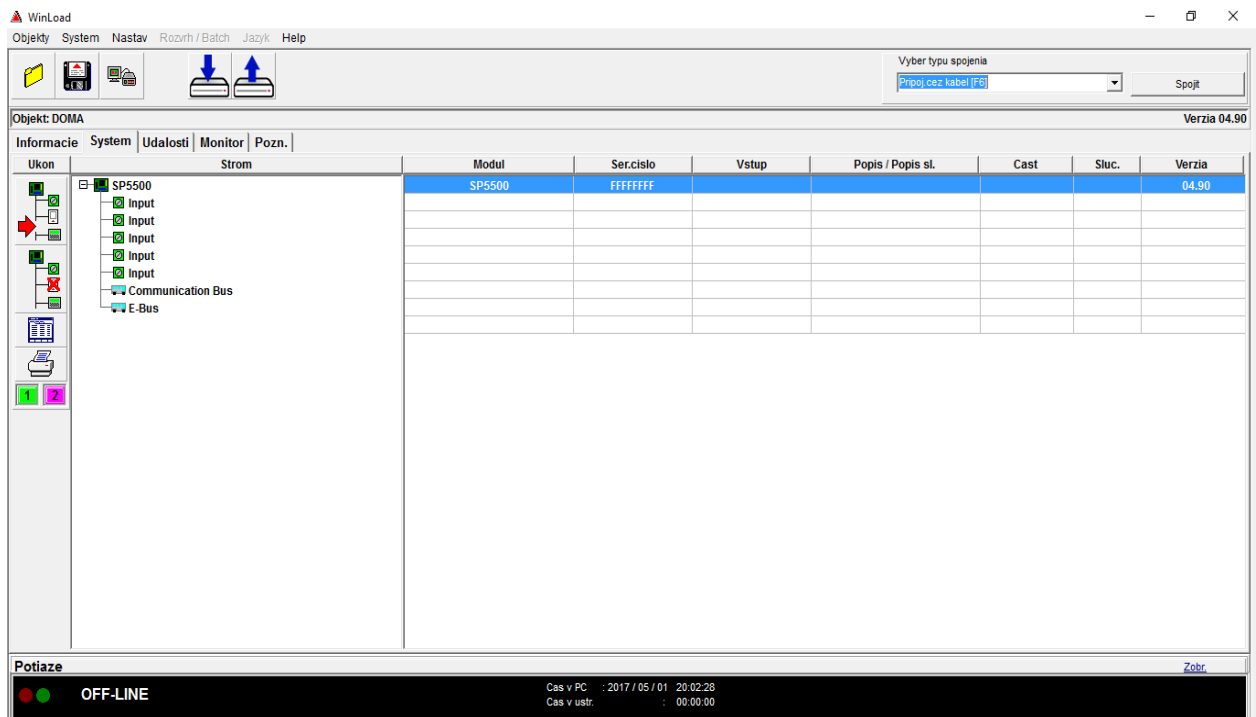 WinLoad
Objekty System Nastav Rozvrh / Batch Jazyk Help
Vyber typu spojenia
Pripoj cez kabel [F6]
Spojit
Objekt: DOMA
Verzia 04.90
Informacie System Udalosti Monitor Pozn.
Ukon Strom Modul Ser.cislo Vstup Popis / Popis sl. Cast Sluc. Verzia
SP5500 SP5500 FFFFFFFF 04.90
Input
Input
Input
Input
Input
Communication Bus
E-Bus
1 2
Potiaze Zobr.
OFF-LINE
Cas v PC : 2017 / 05 / 01 20:02:28
Cas v ustr. : 00:00:00